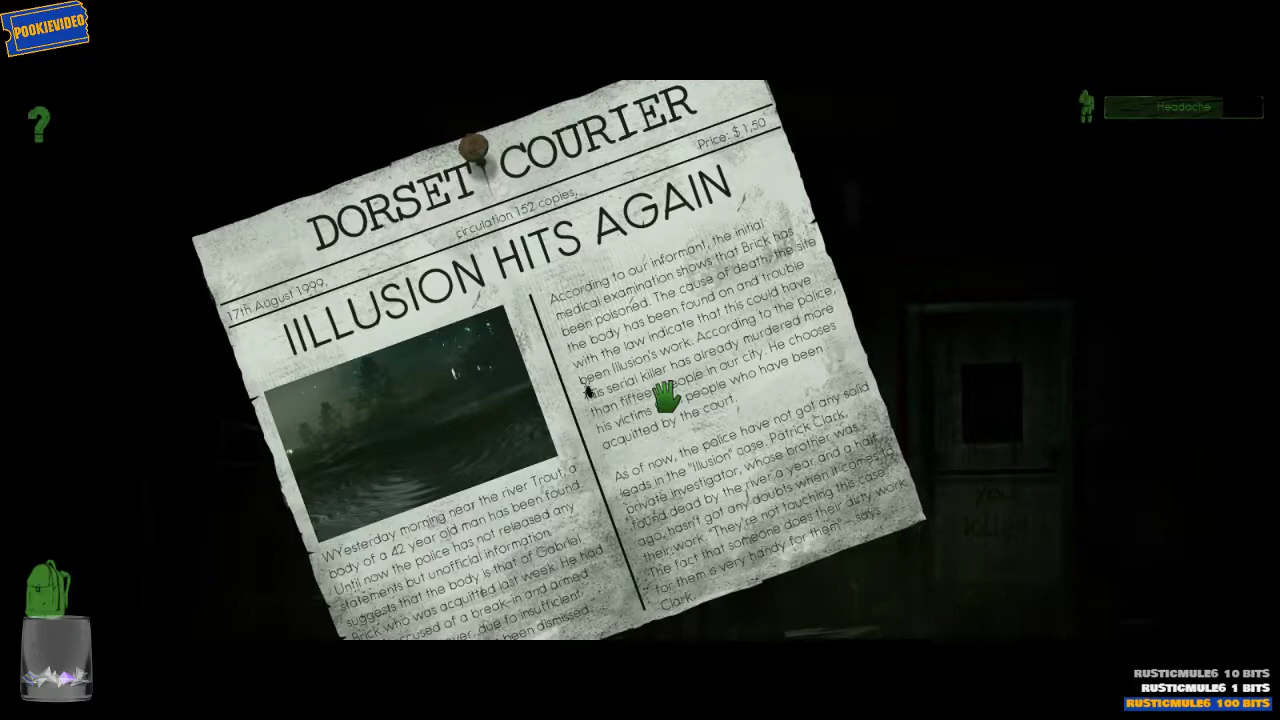 POOKIEVIDEO
Headache
DORSET COURIER
Price: $ 1,50
circulation 152 copies,
17th August 1999,
IILLUSION HITS AGAIN
According to our informant, the initial
medical examination shows that Brick has
been poisoned. The cause of death, the site
the body has been found on and trouble
with the law indicate that this could have
been Illusion's work. According to the police,
this serial killer has already murdered more
than fifteen people in our city. He chooses
his victims people who have been
acquitted by the court.
As of now, the police have not got any solid
leads in the "Illusion" case. Patrick Clark,
private investigator, whose brother was
found dead by the river a year and a half
ago, hasn't got any doubts when it comes to
their work. "They're not touching this case.
The fact that someone does their dirty work
for them is very handy for them" - says
Clark.
WYesterday morning near the river Trout, a
body of a 42 year old man has been found.
Until now the police has not released any
statements but unofficial information
suggests that the body is that of Gabriel
Brick who was acquitted last week. He had
cused of a break-in and armed
ver, due to insufficient
been dismissed.
you
killed
RUSTICMULE6 10 BITS
RUSTICMULE6 1 BITS
RUSTICMULE6 100 BITS